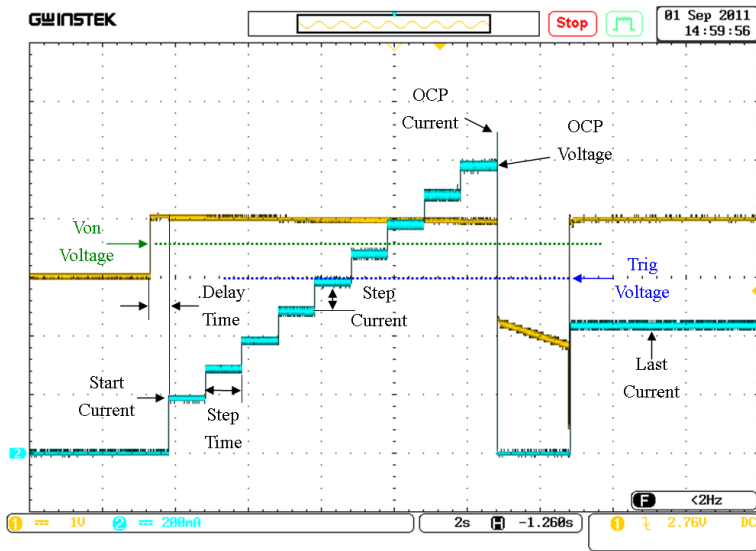 GWINSTEK
Stop
01 Sep 2011
14:59:56
OCP
Current
OCP
Voltage
Von
Voltage
Trig
Voltage
Delay
Time
Step
Current
Start
Current
Step
Time
Last
Current
2
F <2Hz
1 1V 2 200mA
2s H -1.260s
1 2.76V DC